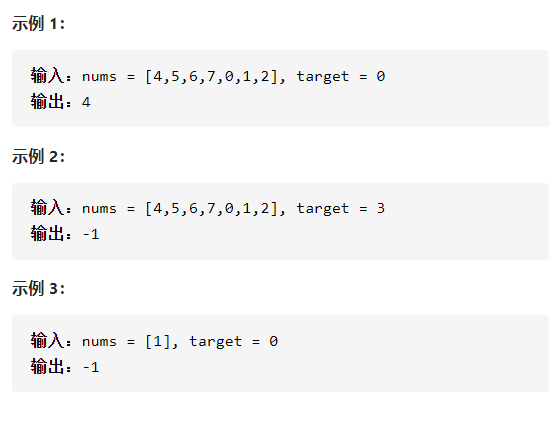 示例 1：
输入：nums = [4,5,6,7,0,1,2], target = 0
输出：4
示例 2：
输入：nums = [4,5,6,7,0,1,2], target = 3
输出：-1
示例 3：
输入：nums = [1], target = 0
输出：-1